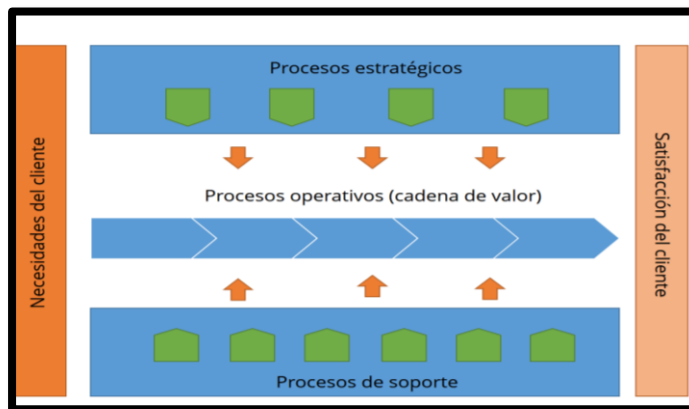 Necesidades del cliente
Procesos estratégicos
Procesos operativos (cadena de valor)
Procesos de soporte
Satisfacción del cliente